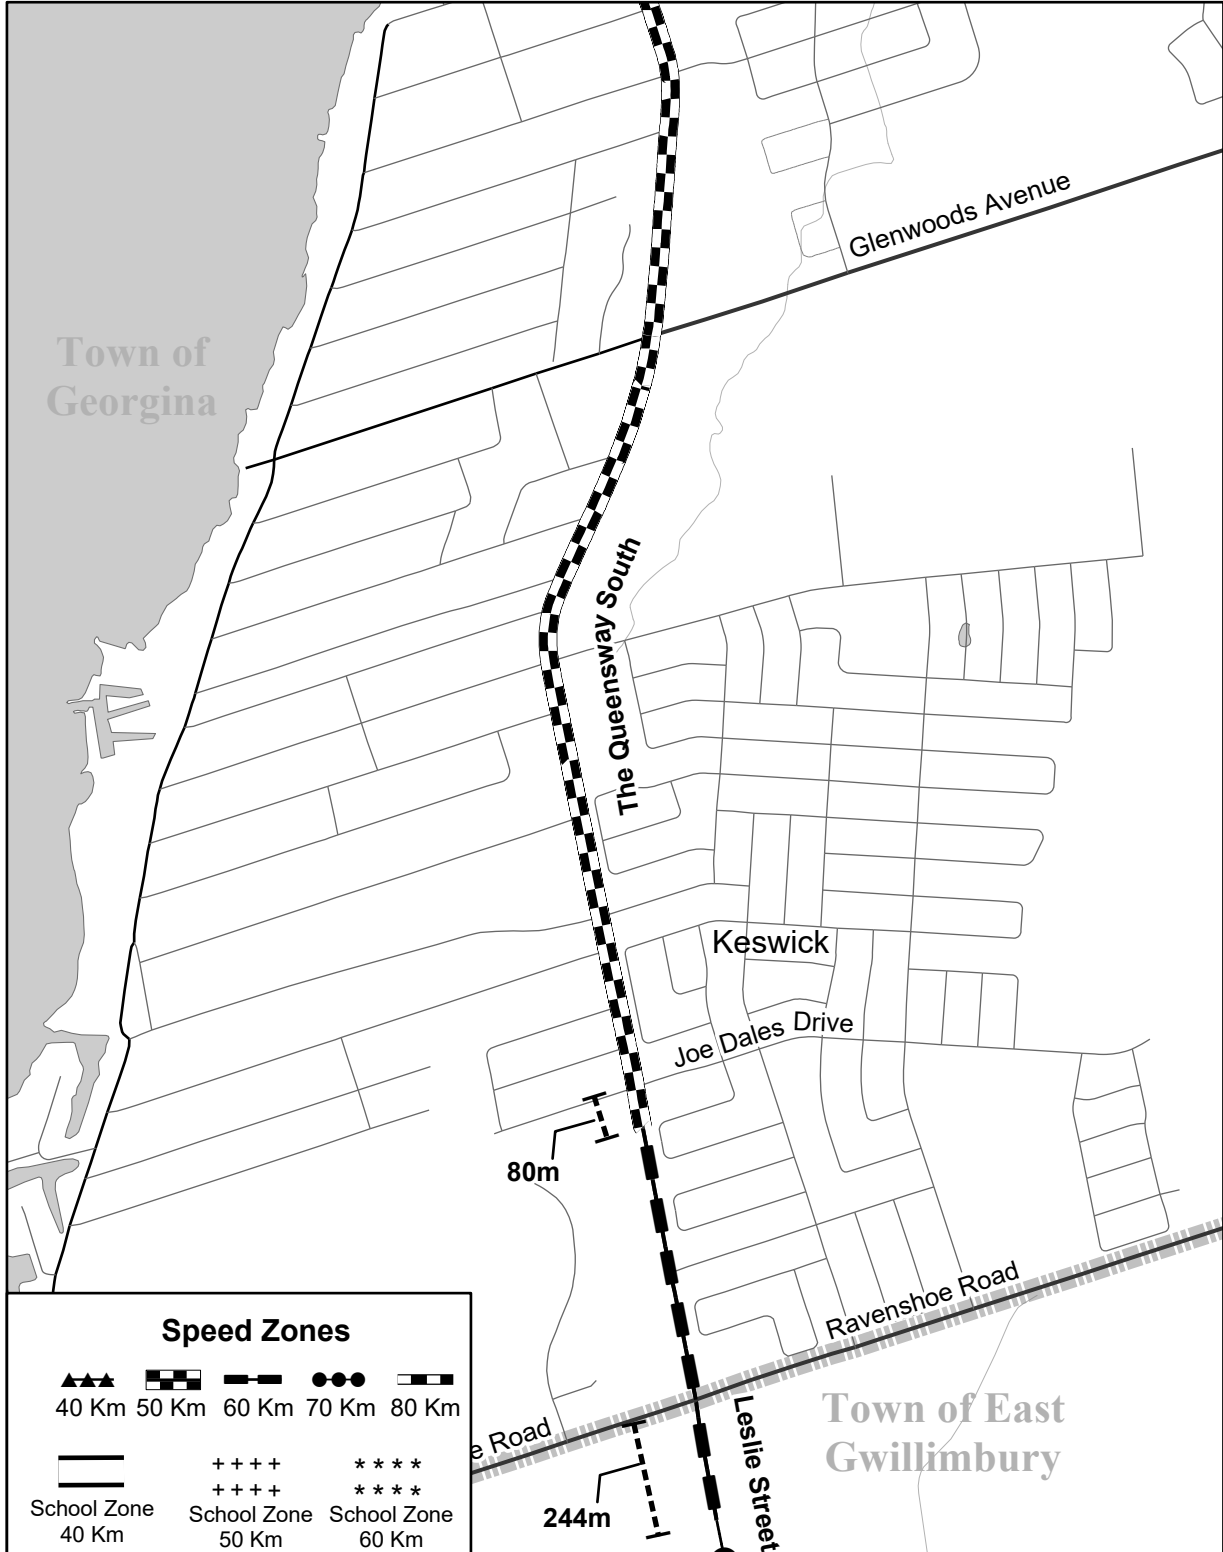 Glenwoods Avenue
Town of
Georgina
The Queensway South
Keswick
Joe Dales Drive
80m
Ravenshoe Road
Town of East
Gwillimbury
Leslie Street
e Road
244m
Speed Zones
40 Km 50 Km 60 Km 70 Km 80 Km
++++ ****
++++ ****
School Zone
40 Km
School Zone
50 Km
School Zone
60 Km